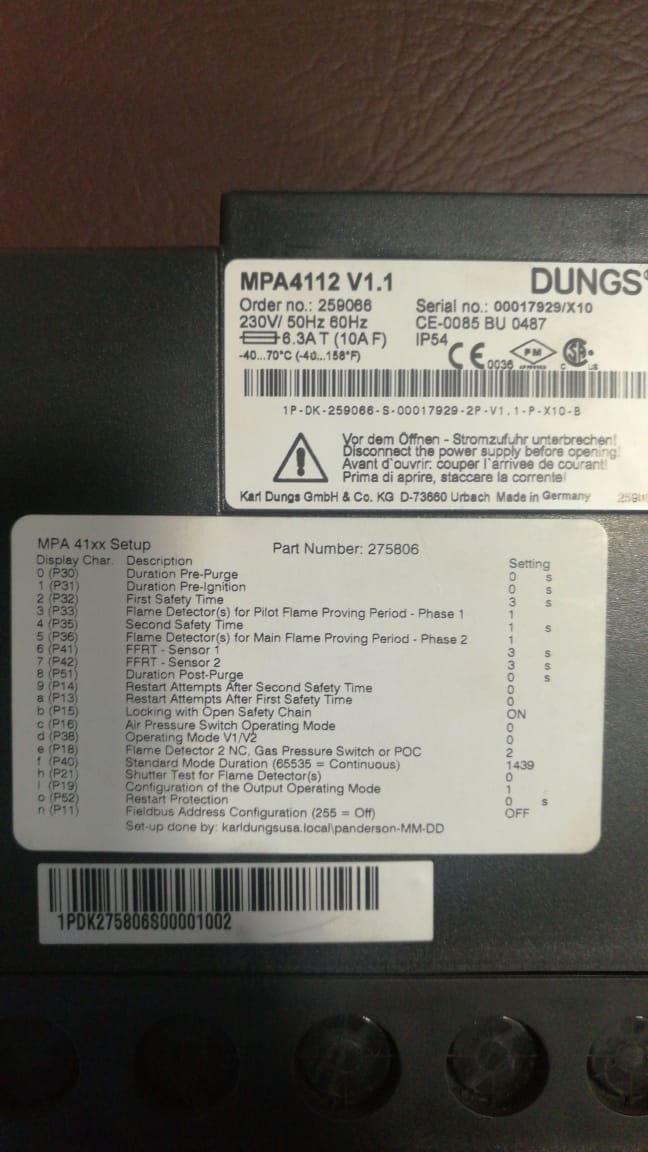 MPA4112 V1.1 DUNGS®
Order no.: 259066 Serial no.: 00017929/X10
230V/ 50Hz 60Hz CE-0085 BU 0487
6.3A T (10A F) IP54
-40...70°C (-40...158°F) CE 0036 FM APPROVED C US
1P-DK-259066-S-00017929-2P-V1.1-P-X10-B
Vor dem Öffnen - Stromzufuhr unterbrechen!
Disconnect the power supply before opening!
Avant d'ouvrir: couper l'arrivee de courant!
Prima di aprire, staccare la corrente!
Karl Dungs GmbH & Co. KG D-73660 Urbach Made in Germany
MPA 41xx Setup Part Number: 275806
Display Char. Description Setting
0 (P30) Duration Pre-Purge 0 s
1 (P31) Duration Pre-Ignition 0 s
2 (P32) First Safety Time 3 s
3 (P33) Flame Detector(s) for Pilot Flame Proving Period - Phase 1 1
4 (P35) Second Safety Time 1 s
5 (P36) Flame Detector(s) for Main Flame Proving Period - Phase 2 1
6 (P41) FFRT - Sensor 1 3 s
7 (P42) FFRT - Sensor 2 3 s
8 (P51) Duration Post-Purge 0 s
9 (P14) Restart Attempts After Second Safety Time 0
a (P13) Restart Attempts After First Safety Time 0
b (P15) Locking with Open Safety Chain ON
c (P16) Air Pressure Switch Operating Mode 0
d (P38) Operating Mode V1/V2 0
e (P18) Flame Detector 2 NC, Gas Pressure Switch or POC 2
f (P40) Standard Mode Duration (65535 = Continuous) 1439
h (P21) Shutter Test for Flame Detector(s) 0
l (P19) Configuration of the Output Operating Mode 1
o (P52) Restart Protection 0 s
n (P11) Fieldbus Address Configuration (255 = Off) OFF
Set-up done by: karldungsusa.local\panderson-MM-DD
1PDK275806S00001002